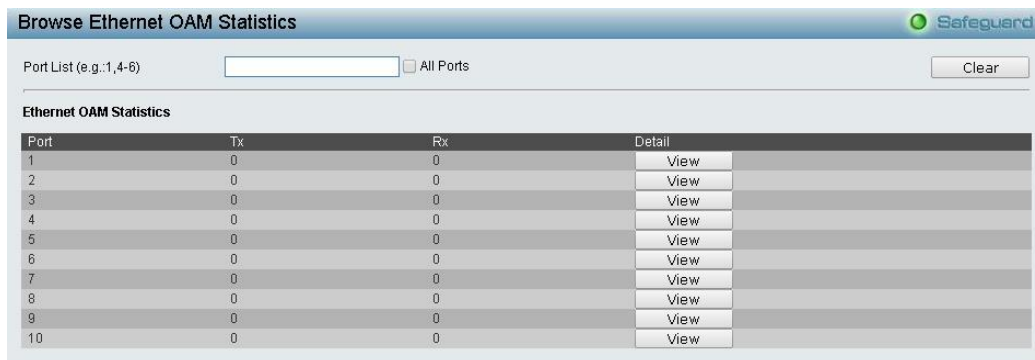 Browse Ethernet OAM Statistics
Safeguard
Port List (e.g.:1,4-6) All Ports Clear
Ethernet OAM Statistics
Port Tx Rx Detail
1 0 0 View
2 0 0 View
3 0 0 View
4 0 0 View
5 0 0 View
6 0 0 View
7 0 0 View
8 0 0 View
9 0 0 View
10 0 0 View